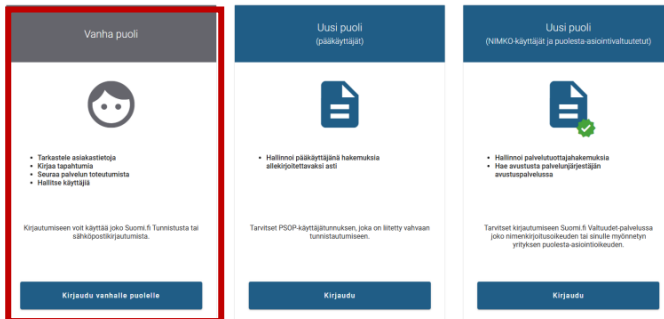 Vanha puoli
Tarkastele asiakastietoja
Kirjaa tapahtumia
Seuraa palvelun toteutumista
Hallitse käyttäjiä
Kirjautumiseen voit käyttää joko Suomi.fi Tunnistusta tai
sähköpostikirjautumista.
Kirjaudu vanhalle puolelle
Uusi puoli
(pääkäyttäjät)
Hallinnoi pääkäyttäjänä hakemuksia
allekirjoitettavaksi asti
Tarvitset PSOP-käyttäjätunnuksen, joka on liitetty vahvaan
tunnistautumiseen.
Kirjaudu
Uusi puoli
(NIMKO-käyttäjät ja puolesta-asiointivaltuutetut)
Hallinnoi palvelutuottajahakemuksia
Hae avustusta palvelunjärjestäjän
avustuspalvelussa
Tarvitset kirjautumiseen Suomi.fi Valtuudet-palvelussa
joko nimenkirjoitusoikeuden tai sinulle myönnetyn
yrityksen puolesta-asiointioikeuden.
Kirjaudu